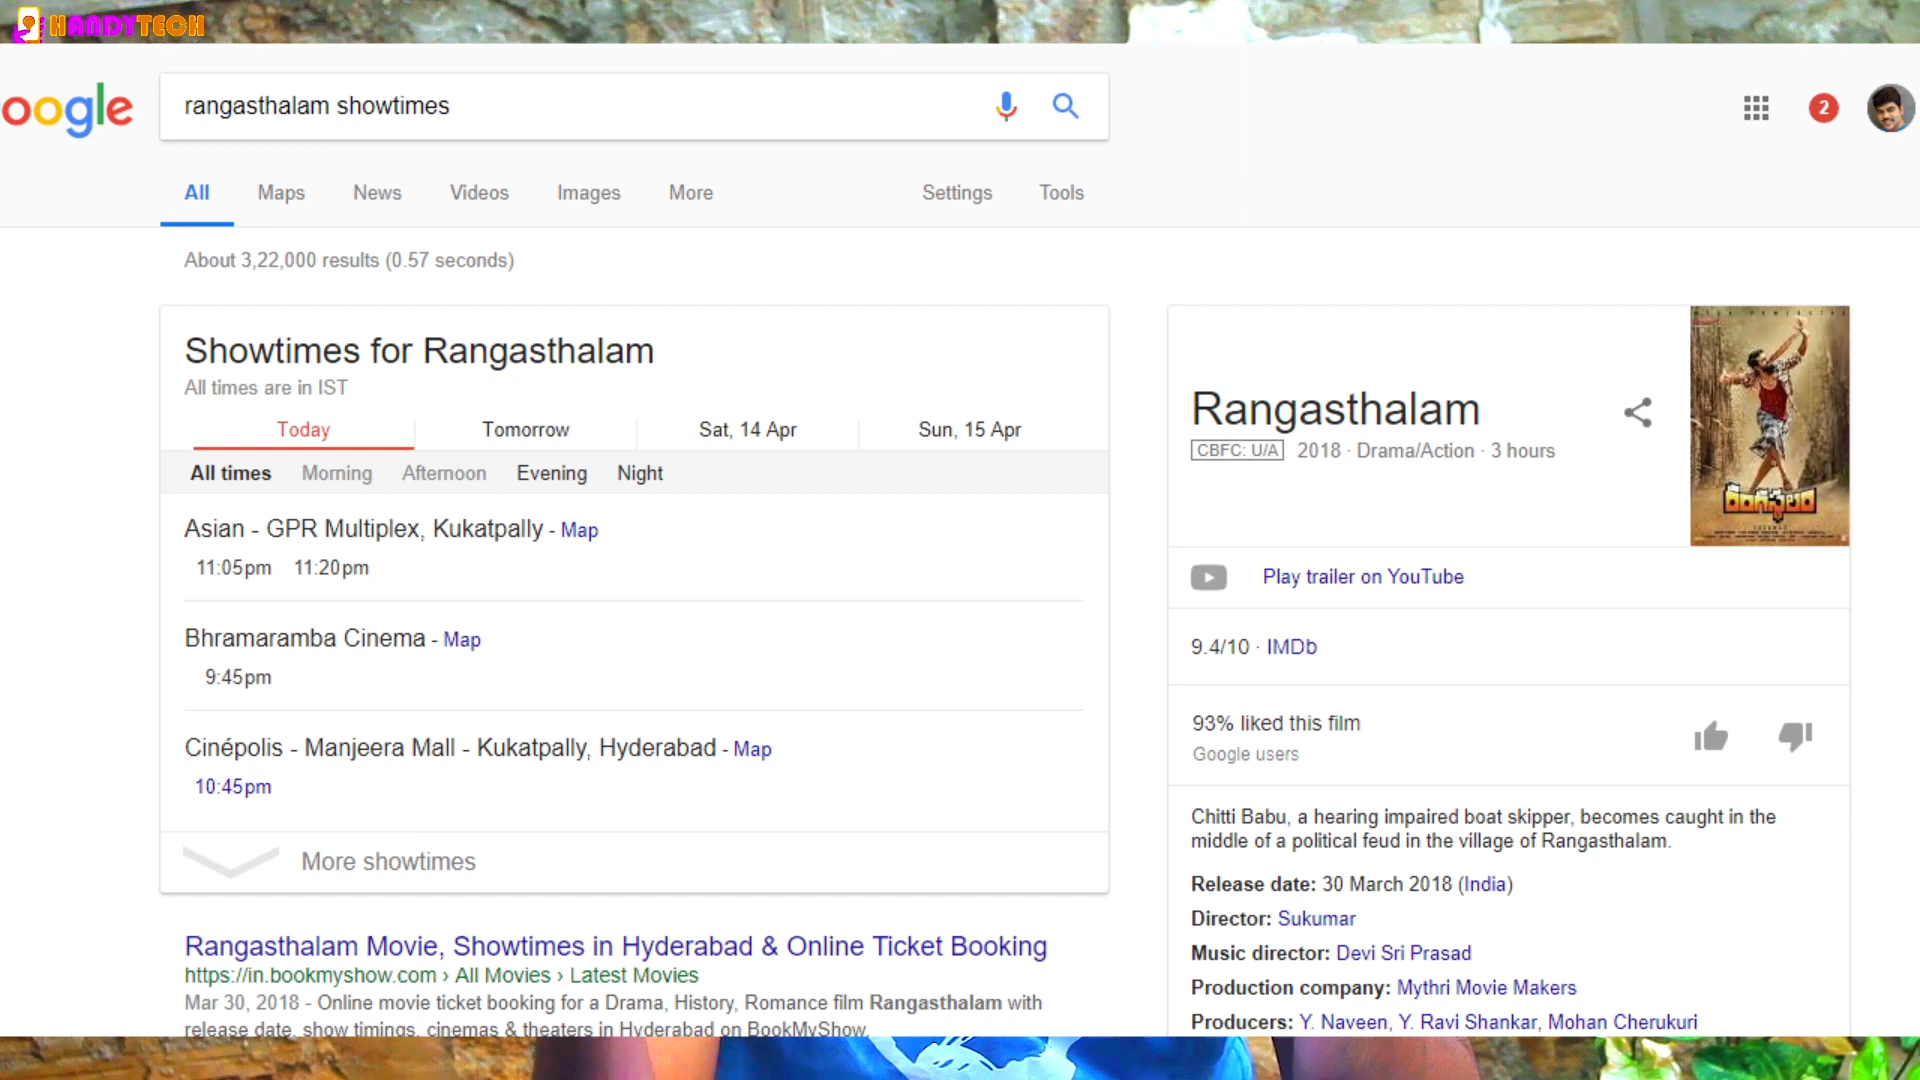 HANDYTECH
oogle
rangasthalam showtimes
2
All Maps News Videos Images More Settings Tools
About 3,22,000 results (0.57 seconds)
Showtimes for Rangasthalam
All times are in IST
Today Tomorrow Sat, 14 Apr Sun, 15 Apr
All times Morning Afternoon Evening Night
Asian - GPR Multiplex, Kukatpally - Map
11:05pm 11:20pm
Bhramaramba Cinema - Map
9:45pm
Cinépolis - Manjeera Mall - Kukatpally, Hyderabad - Map
10:45pm
More showtimes
Rangasthalam Movie, Showtimes in Hyderabad & Online Ticket Booking
https://in.bookmyshow.com › All Movies › Latest Movies
Mar 30, 2018 - Online movie ticket booking for a Drama, History, Romance film Rangasthalam with
release date, show timings, cinemas & theaters in Hyderabad on BookMyShow.
Rangasthalam
CBFC: U/A 2018 · Drama/Action · 3 hours
రంగస్థలం
Play trailer on YouTube
9.4/10 · IMDb
93% liked this film
Google users
Chitti Babu, a hearing impaired boat skipper, becomes caught in the
middle of a political feud in the village of Rangasthalam.
Release date: 30 March 2018 (India)
Director: Sukumar
Music director: Devi Sri Prasad
Production company: Mythri Movie Makers
Producers: Y. Naveen, Y. Ravi Shankar, Mohan Cherukuri